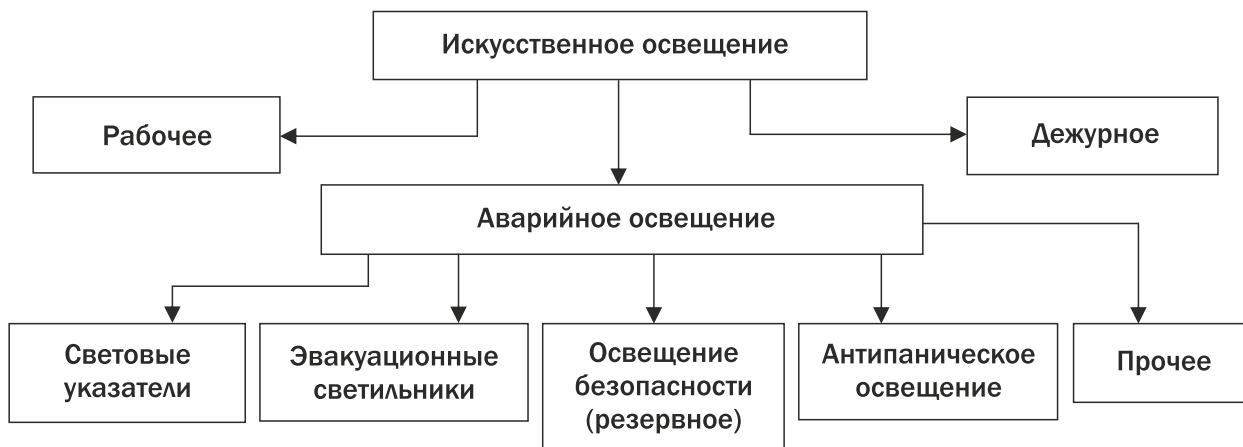 Искусственное освещение
Рабочее
Дежурное
Аварийное освещение
Световые
указатели
Эвакуационные
светильники
Освещение
безопасности
(резервное)
Антипаническое
освещение
Прочее